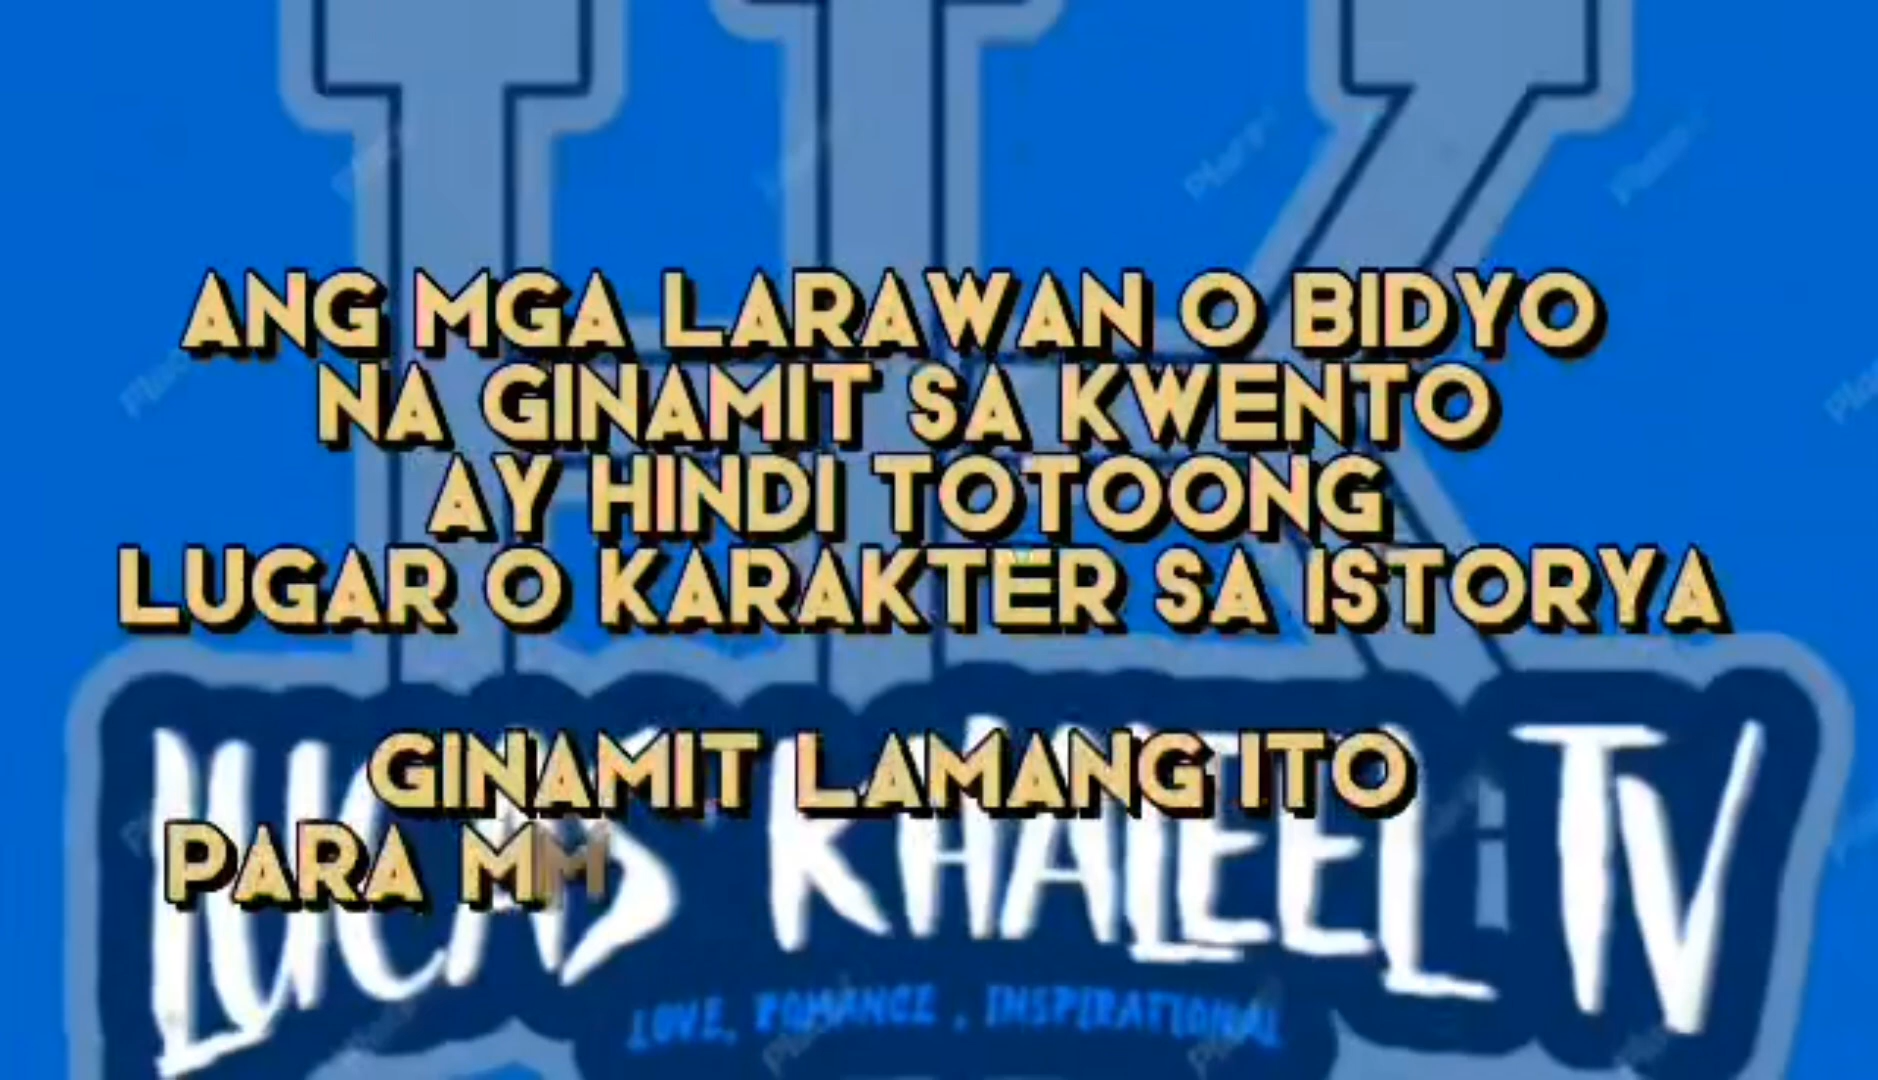 ANG MGA LARAWAN O BIDYO
NA GINAMIT SA KWENTO
AY HINDI TOTOONG
LUGAR O KARAKTER SA ISTORYA
GINAMIT LAMANG ITO
PARA MM
LUCAS KHALEEL TV
LOVE, ROMANCE, INSPIRATIONAL